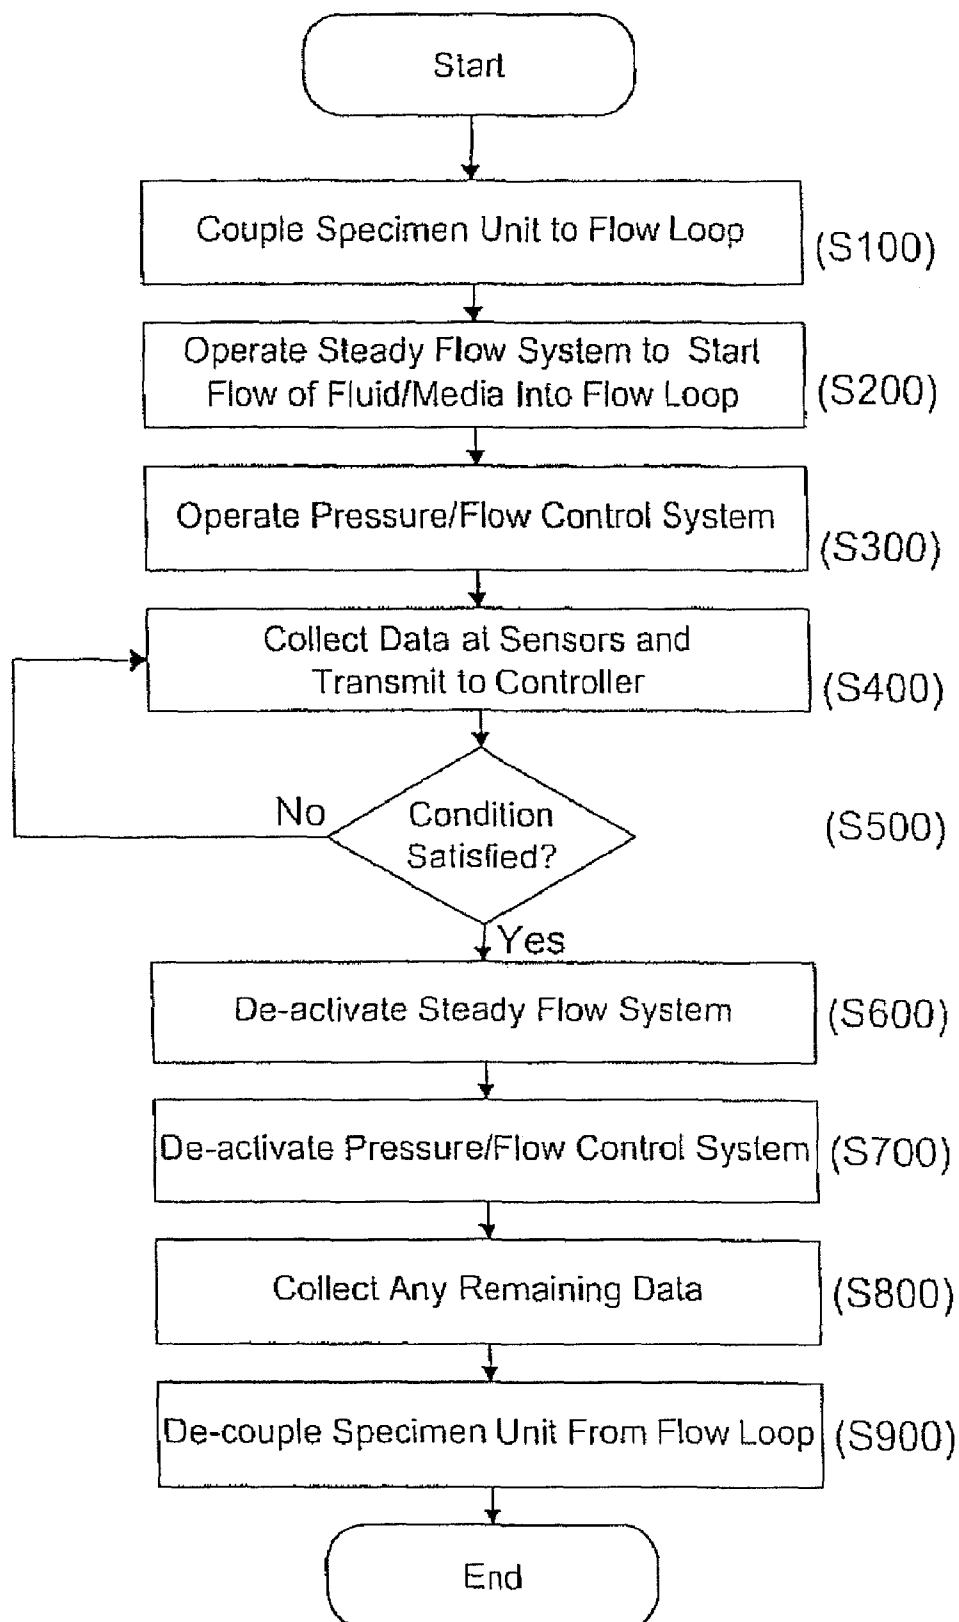 Start
Couple Specimen Unit to Flow Loop
(S100)
Operate Steady Flow System to Start
Flow of Fluid/Media Into Flow Loop
(S200)
Operate Pressure/Flow Control System
(S300)
Collect Data at Sensors and
Transmit to Controller
(S400)
No
Condition
Satisfied?
(S500)
Yes
De-activate Steady Flow System
(S600)
De-activate Pressure/Flow Control System
(S700)
Collect Any Remaining Data
(S800)
De-couple Specimen Unit From Flow Loop
(S900)
End